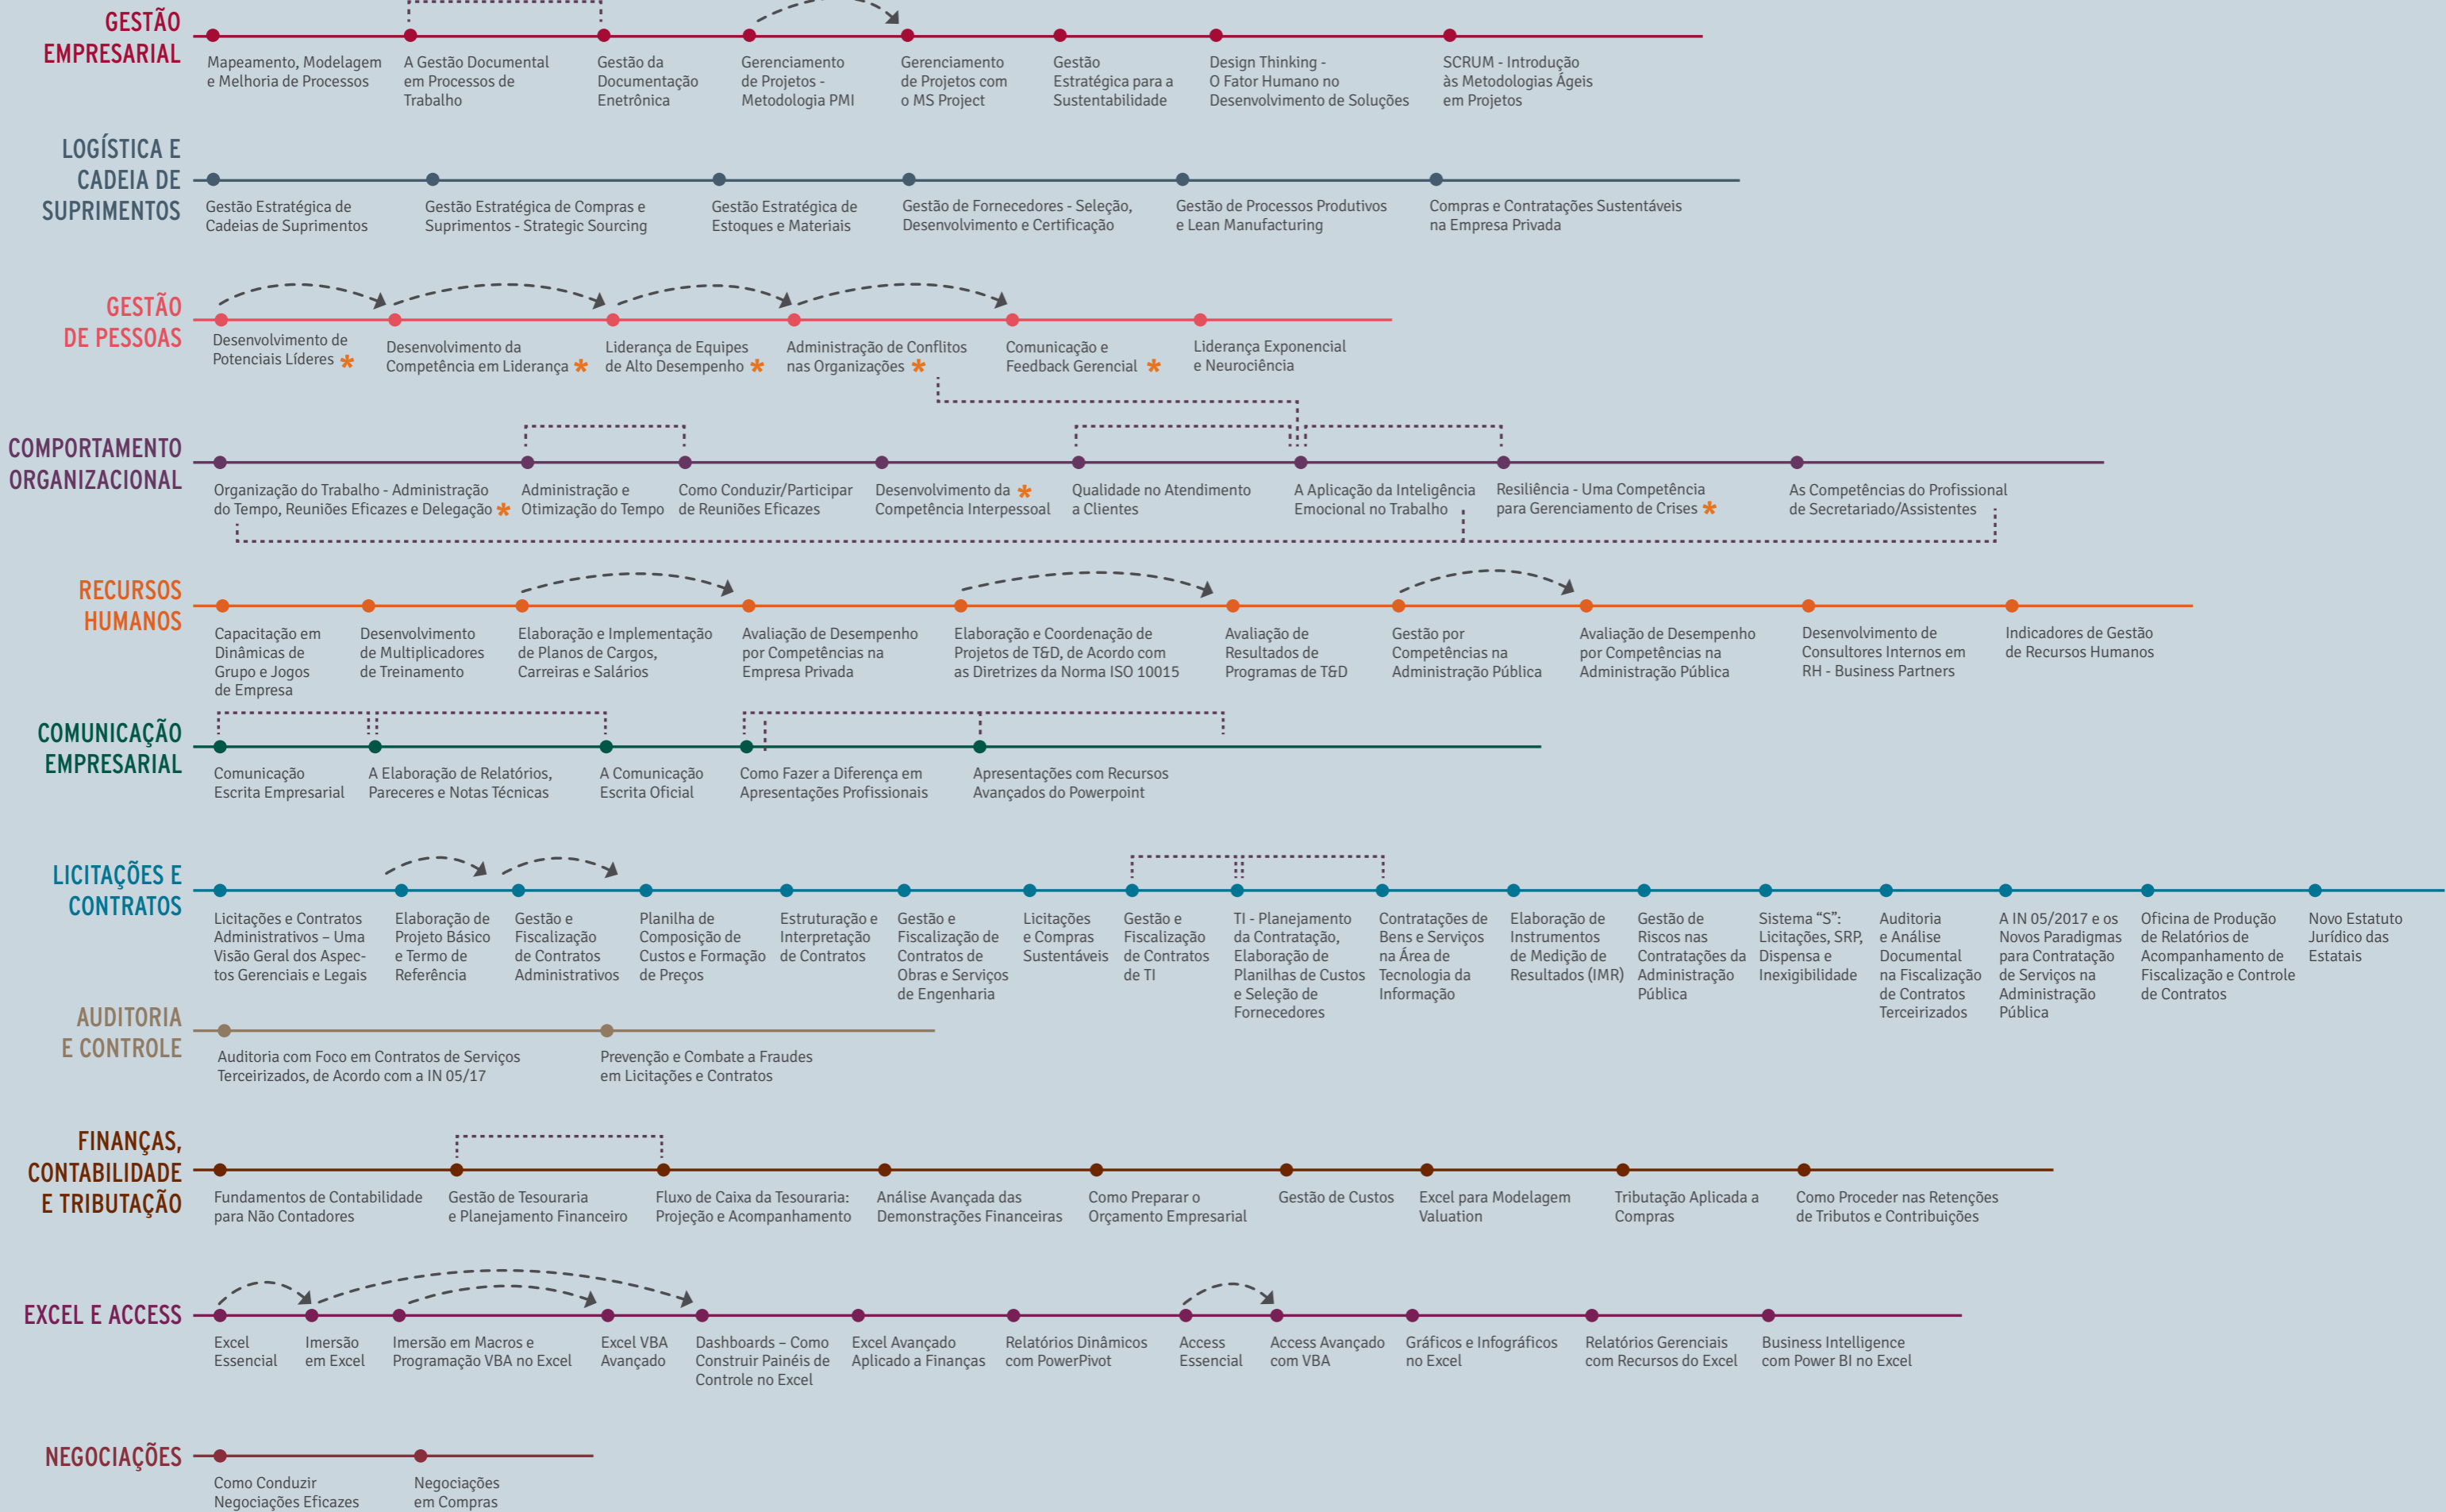 GESTÃO
EMPRESARIAL
Mapeamento, Modelagem
e Melhoria de Processos
A Gestão Documental
em Processos de
Trabalho
Gestão da
Documentação
Enetrônica
Gerenciamento
de Projetos -
Metodologia PMI
Gerenciamento
de Projetos com
o MS Project
Gestão
Estratégica para a
Sustentabilidade
Design Thinking -
O Fator Humano no
Desenvolvimento de Soluções
SCRUM - Introdução
às Metodologias Ágeis
em Projetos
LOGÍSTICA E
CADEIA DE
SUPRIMENTOS
Gestão Estratégica de
Cadeias de Suprimentos
Gestão Estratégica de Compras e
Suprimentos - Strategic Sourcing
Gestão Estratégica de
Estoques e Materiais
Gestão de Fornecedores - Seleção,
Desenvolvimento e Certificação
Gestão de Processos Produtivos
e Lean Manufacturing
Compras e Contratações Sustentáveis
na Empresa Privada
GESTÃO
DE PESSOAS
Desenvolvimento de
Potenciais Líderes *
Desenvolvimento da
Competência em Liderança *
Liderança de Equipes
de Alto Desempenho *
Administração de Conflitos
nas Organizações *
Comunicação e
Feedback Gerencial *
Liderança Exponencial
e Neurociência
COMPORTAMENTO
ORGANIZACIONAL
Organização do Trabalho - Administração
do Tempo, Reuniões Eficazes e Delegação *
Administração e
Otimização do Tempo
Como Conduzir/Participar
de Reuniões Eficazes
Desenvolvimento da *
Competência Interpessoal
Qualidade no Atendimento
a Clientes
A Aplicação da Inteligência
Emocional no Trabalho
Resiliência - Uma Competência
para Gerenciamento de Crises *
As Competências do Profissional
de Secretariado/Assistentes
RECURSOS
HUMANOS
Capacitação em
Dinâmicas de
Grupo e Jogos
de Empresa
Desenvolvimento
de Multiplicadores
de Treinamento
Elaboração e Implementação
de Planos de Cargos,
Carreiras e Salários
Avaliação de Desempenho
por Competências na
Empresa Privada
Elaboração e Coordenação de
Projetos de T&D, de Acordo com
as Diretrizes da Norma ISO 10015
Avaliação de
Resultados de
Programas de T&D
Gestão por
Competências na
Administração Pública
Avaliação de Desempenho
por Competências na
Administração Pública
Desenvolvimento de
Consultores Internos em
RH - Business Partners
Indicadores de Gestão
de Recursos Humanos
COMUNICAÇÃO
EMPRESARIAL
Comunicação
Escrita Empresarial
A Elaboração de Relatórios,
Pareceres e Notas Técnicas
A Comunicação
Escrita Oficial
Como Fazer a Diferença em
Apresentações Profissionais
Apresentações com Recursos
Avançados do Powerpoint
LICITAÇÕES E
CONTRATOS
Licitações e Contratos
Administrativos – Uma
Visão Geral dos Aspec-
tos Gerenciais e Legais
Elaboração de
Projeto Básico
e Termo de
Referência
Gestão e
Fiscalização
de Contratos
Administrativos
Planilha de
Composição de
Custos e Formação
de Preços
Estruturação e
Interpretação
de Contratos
Gestão e
Fiscalização de
Contratos de
Obras e Serviços
de Engenharia
Licitações
e Compras
Sustentáveis
Gestão e
Fiscalização
de Contratos
de TI
TI - Planejamento
da Contratação,
Elaboração de
Planilhas de Custos
e Seleção de
Fornecedores
Contratações de
Bens e Serviços
na Área de
Tecnologia da
Informação
Elaboração de
Instrumentos
de Medição de
Resultados (IMR)
Gestão de
Riscos nas
Contratações da
Administração
Pública
Sistema “S”:
Licitações, SRP,
Dispensa e
Inexigibilidade
Auditoria
e Análise
Documental
na Fiscalização
de Contratos
Terceirizados
A IN 05/2017 e os
Novos Paradigmas
para Contratação
de Serviços na
Administração
Pública
Oficina de Produção
de Relatórios de
Acompanhamento de
Fiscalização e Controle
de Contratos
Novo Estatuto
Jurídico das
Estatais
AUDITORIA
E CONTROLE
Auditoria com Foco em Contratos de Serviços
Terceirizados, de Acordo com a IN 05/17
Prevenção e Combate a Fraudes
em Licitações e Contratos
FINANÇAS,
CONTABILIDADE
E TRIBUTAÇÃO
Fundamentos de Contabilidade
para Não Contadores
Gestão de Tesouraria
e Planejamento Financeiro
Fluxo de Caixa da Tesouraria:
Projeção e Acompanhamento
Análise Avançada das
Demonstrações Financeiras
Como Preparar o
Orçamento Empresarial
Gestão de Custos
Excel para Modelagem
Valuation
Tributação Aplicada a
Compras
Como Proceder nas Retenções
de Tributos e Contribuições
EXCEL E ACCESS
Excel
Essencial
Imersão
em Excel
Imersão em Macros e
Programação VBA no Excel
Excel VBA
Avançado
Dashboards – Como
Construir Painéis de
Controle no Excel
Excel Avançado
Aplicado a Finanças
Relatórios Dinâmicos
com PowerPivot
Access
Essencial
Access Avançado
com VBA
Gráficos e Infográficos
no Excel
Relatórios Gerenciais
com Recursos do Excel
Business Intelligence
com Power BI no Excel
NEGOCIAÇÕES
Como Conduzir
Negociações Eficazes
Negociações
em Compras